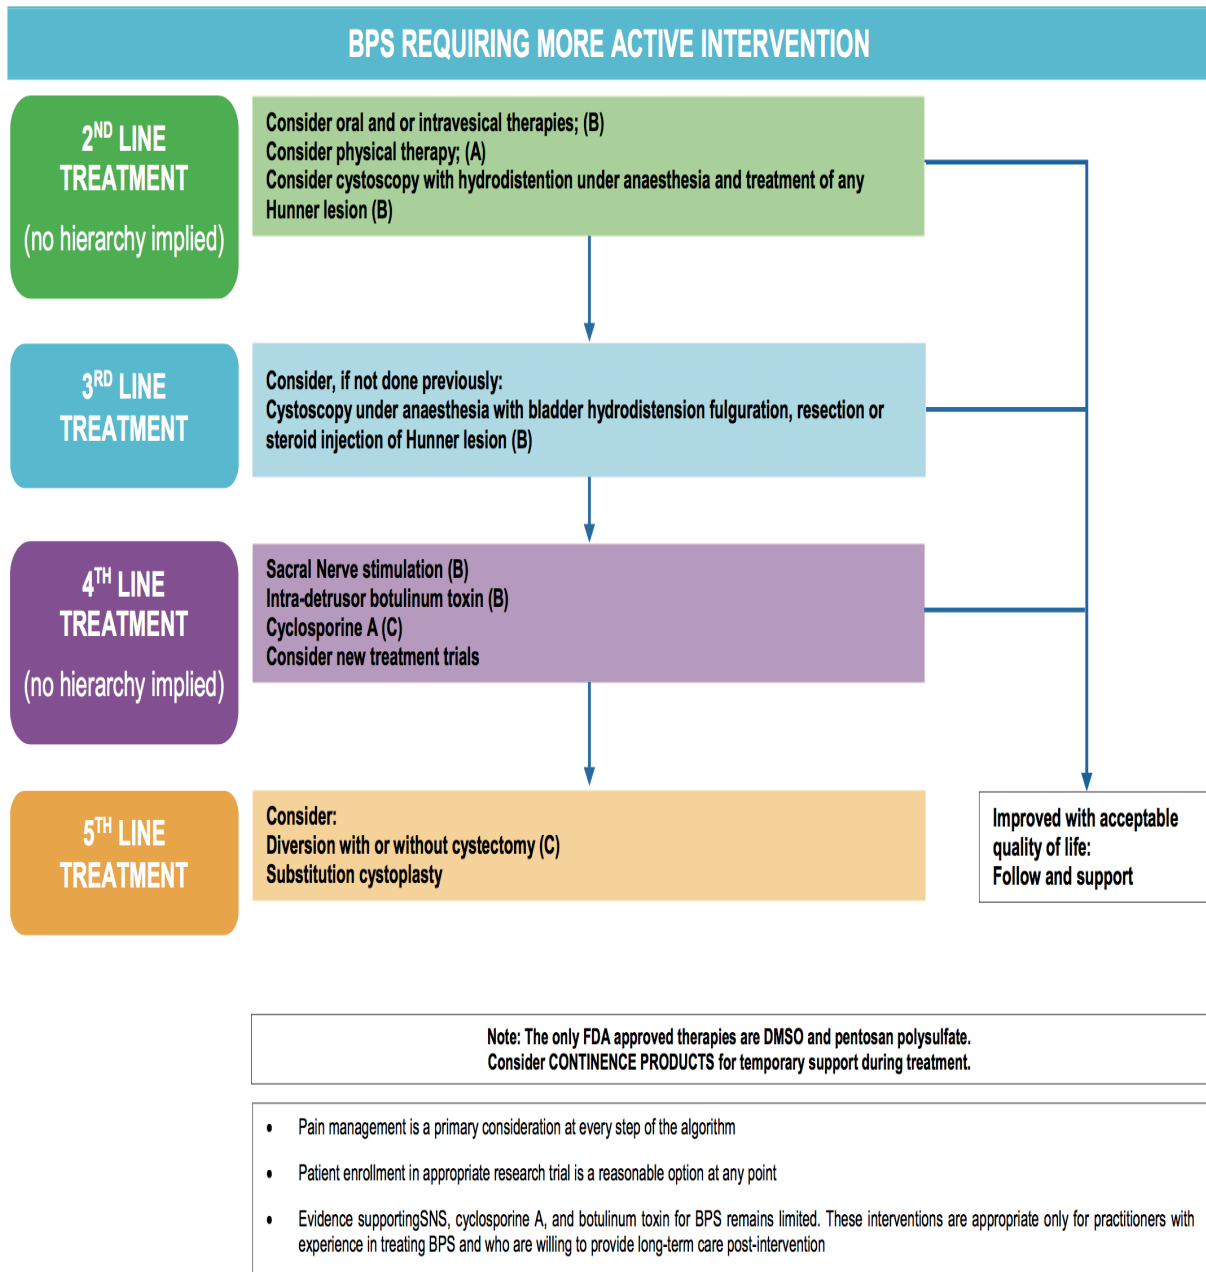 BPS REQUIRING MORE ACTIVE INTERVENTION
2ND LINE
TREATMENT
(no hierarchy implied)
Consider oral and or intravesical therapies; (B)
Consider physical therapy; (A)
Consider cystoscopy with hydrodistention under anaesthesia and treatment of any
Hunner lesion (B)
3RD LINE
TREATMENT
Consider, if not done previously:
Cystoscopy under anaesthesia with bladder hydrodistension fulguration, resection or
steroid injection of Hunner lesion (B)
4TH LINE
TREATMENT
(no hierarchy implied)
Sacral Nerve stimulation (B)
Intra-detrusor botulinum toxin (B)
Cyclosporine A (C)
Consider new treatment trials
5TH LINE
TREATMENT
Consider:
Diversion with or without cystectomy (C)
Substitution cystoplasty
Improved with acceptable
quality of life:
Follow and support
Note: The only FDA approved therapies are DMSO and pentosan polysulfate.
Consider CONTINENCE PRODUCTS for temporary support during treatment.
• Pain management is a primary consideration at every step of the algorithm
• Patient enrollment in appropriate research trial is a reasonable option at any point
• Evidence supportingSNS, cyclosporine A, and botulinum toxin for BPS remains limited. These interventions are appropriate only for practitioners with
experience in treating BPS and who are willing to provide long-term care post-intervention